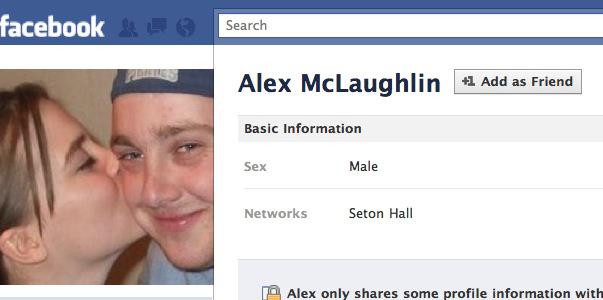 facebook
Search
Alex McLaughlin
+1 Add as Friend
Basic Information
Sex Male
Networks Seton Hall
Alex only shares some profile information with